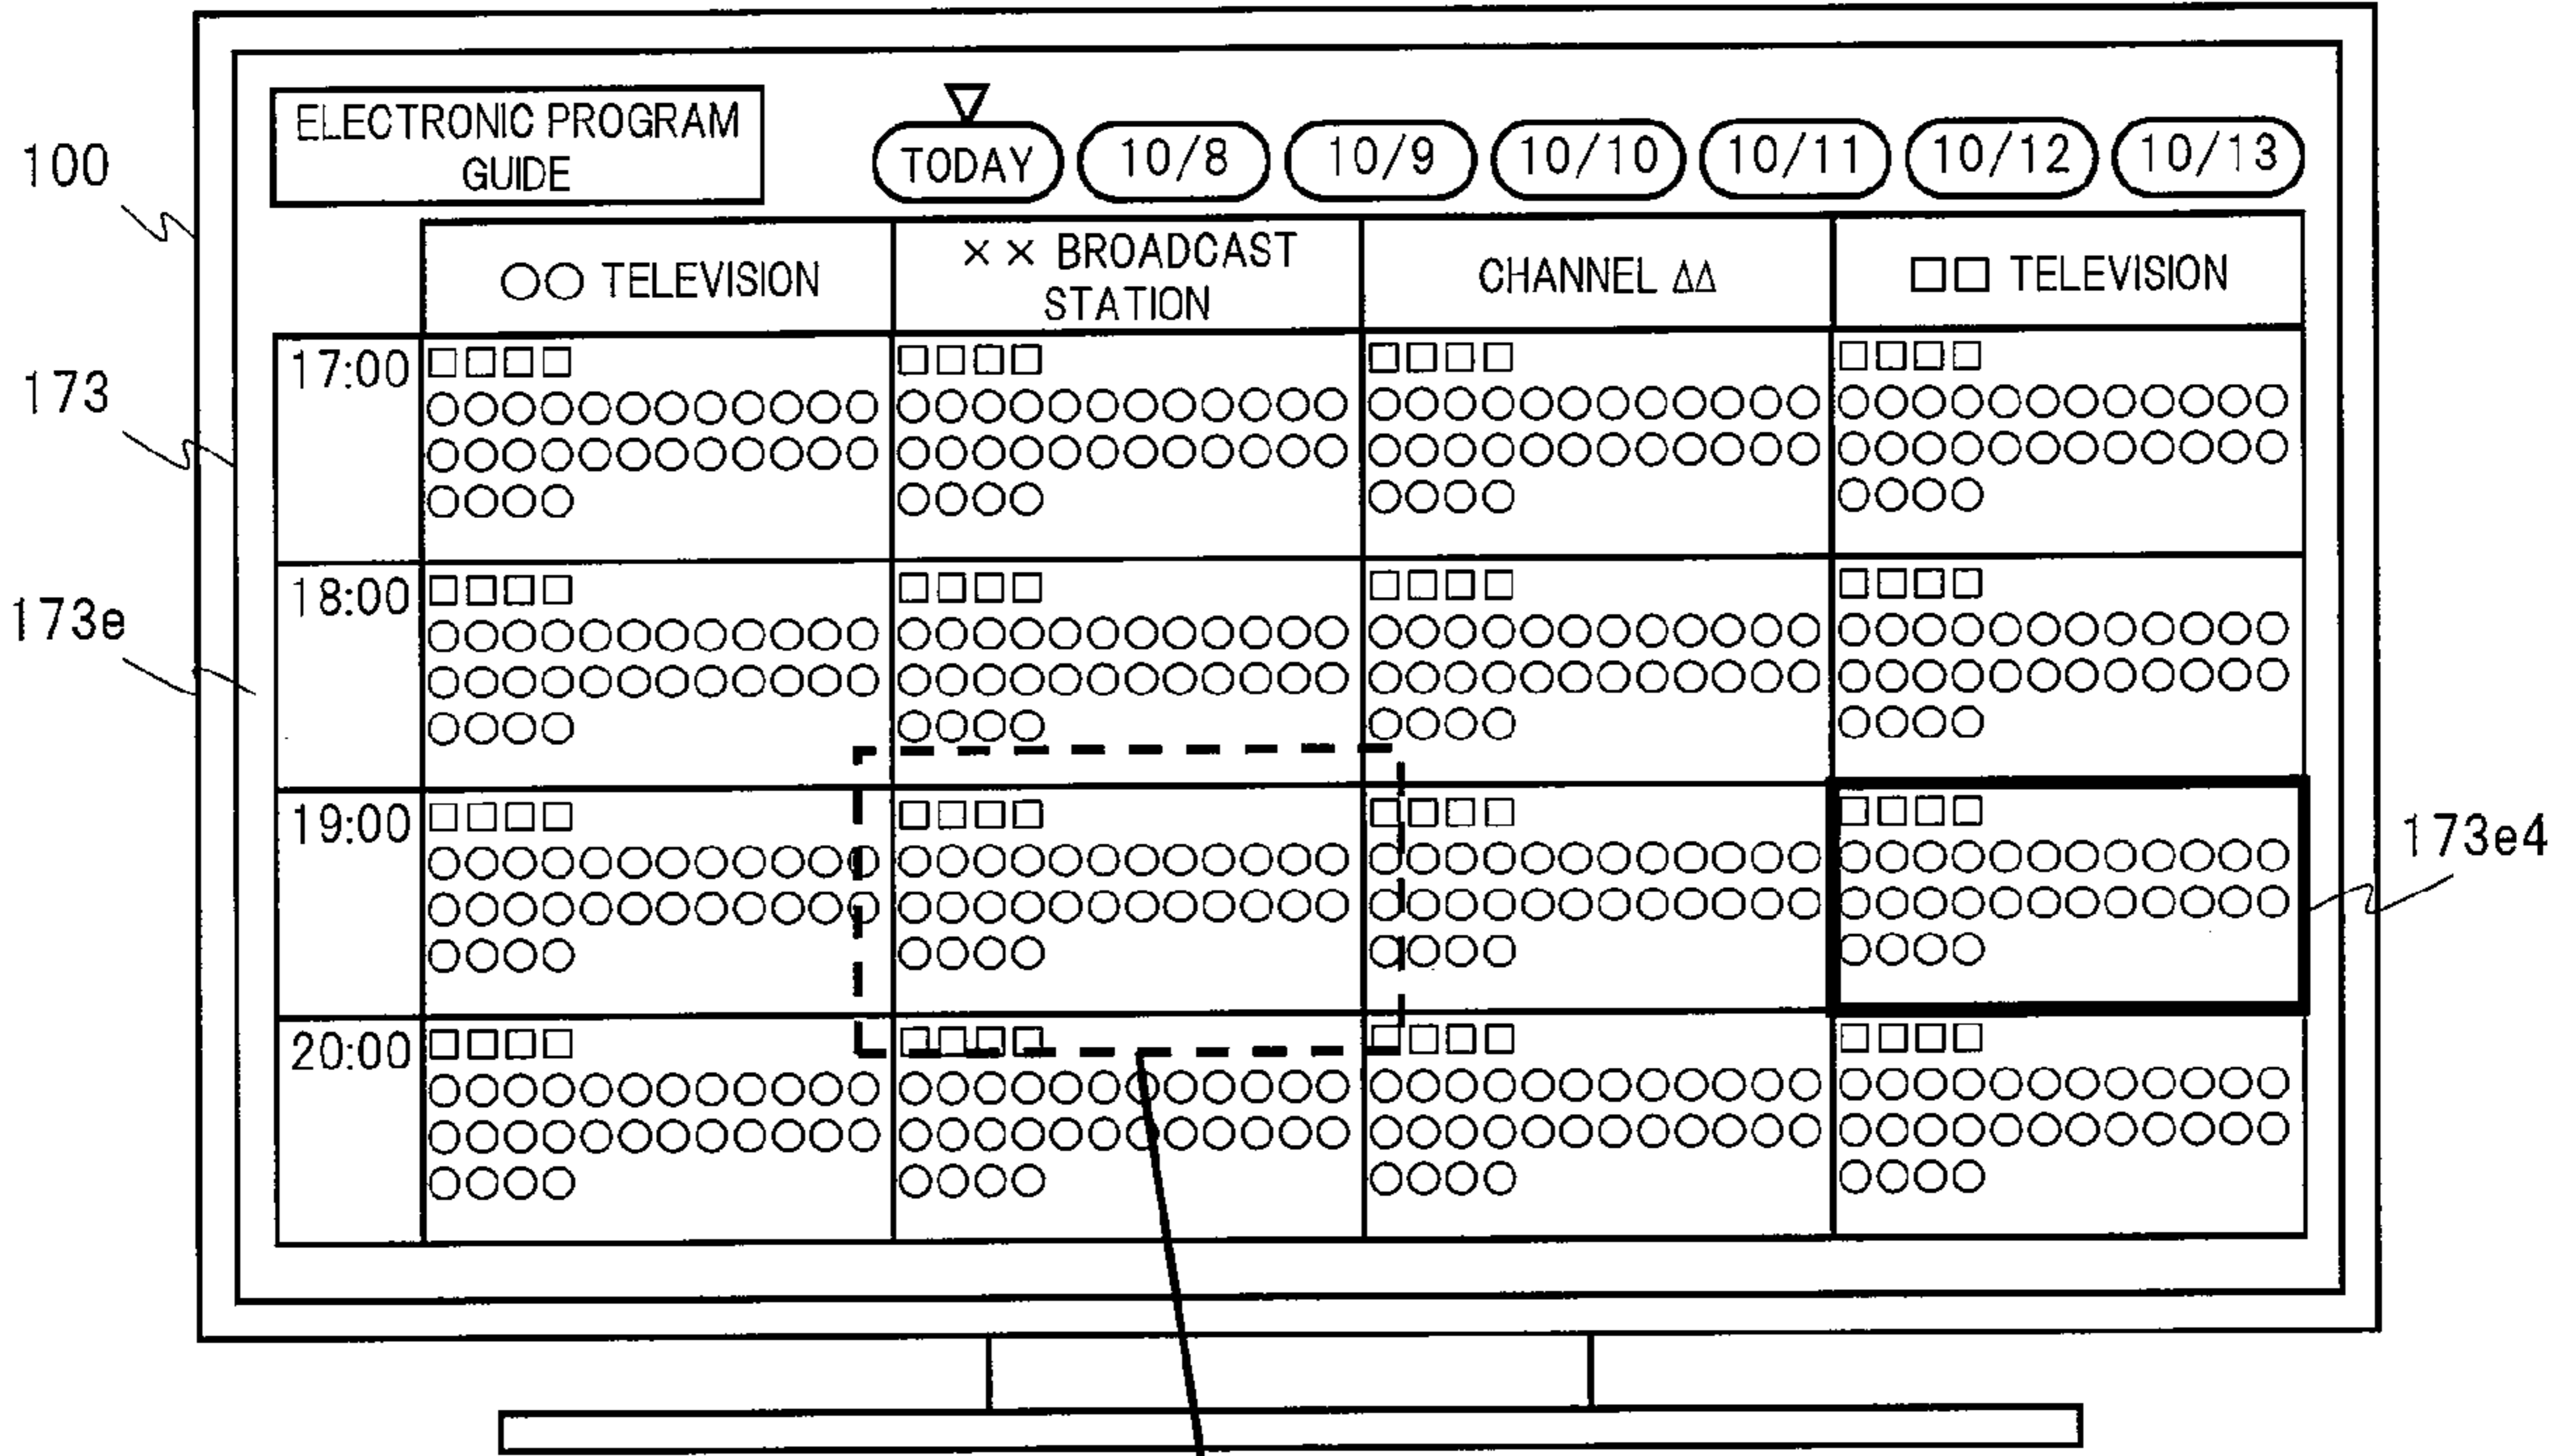 ELECTRONIC PROGRAM
GUIDE
TODAY 10/8 10/9 10/10 10/11 10/12 10/13
100
○○ TELEVISION
×× BROADCAST
STATION
CHANNEL ΔΔ
□□ TELEVISION
17:00 □□□□ □□□□ □□□□ □□□□
○○○○○○○○○○○○ ○○○○○○○○○○○○ ○○○○○○○○○○○○ ○○○○○○○○○○○○
○○○○○○○○○○○○ ○○○○○○○○○○○○ ○○○○○○○○○○○○ ○○○○○○○○○○○○
○○○○ ○○○○ ○○○○ ○○○○
173
18:00 □□□□ □□□□ □□□□ □□□□
○○○○○○○○○○○○ ○○○○○○○○○○○○ ○○○○○○○○○○○○ ○○○○○○○○○○○○
○○○○○○○○○○○○ ○○○○○○○○○○○○ ○○○○○○○○○○○○ ○○○○○○○○○○○○
○○○○ ○○○○ ○○○○ ○○○○
173e
19:00 □□□□ □□□□ □□□□ □□□□
○○○○○○○○○○○○ ○○○○○○○○○○○○ ○○○○○○○○○○○○ ○○○○○○○○○○○○
○○○○○○○○○○○○ ○○○○○○○○○○○○ ○○○○○○○○○○○○ ○○○○○○○○○○○○
○○○○ ○○○○ ○○○○ ○○○○
173e4
20:00 □□□□ □□□□ □□□□ □□□□
○○○○○○○○○○○○ ○○○○○○○○○○○○ ○○○○○○○○○○○○ ○○○○○○○○○○○○
○○○○○○○○○○○○ ○○○○○○○○○○○○ ○○○○○○○○○○○○ ○○○○○○○○○○○○
○○○○ ○○○○ ○○○○ ○○○○